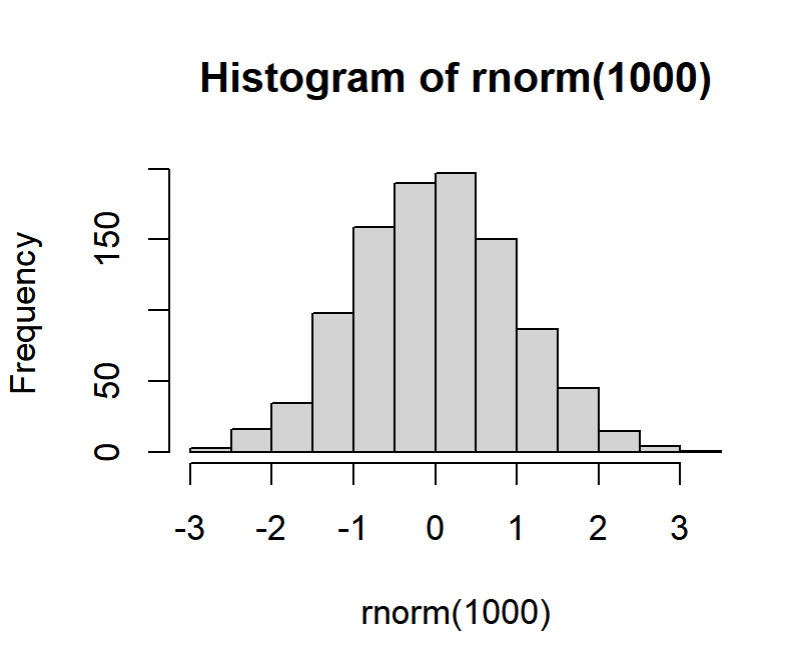 Histogram of rnorm(1000)
Frequency
150
50
0
-3 -2 -1 0 1 2 3
rnorm(1000)